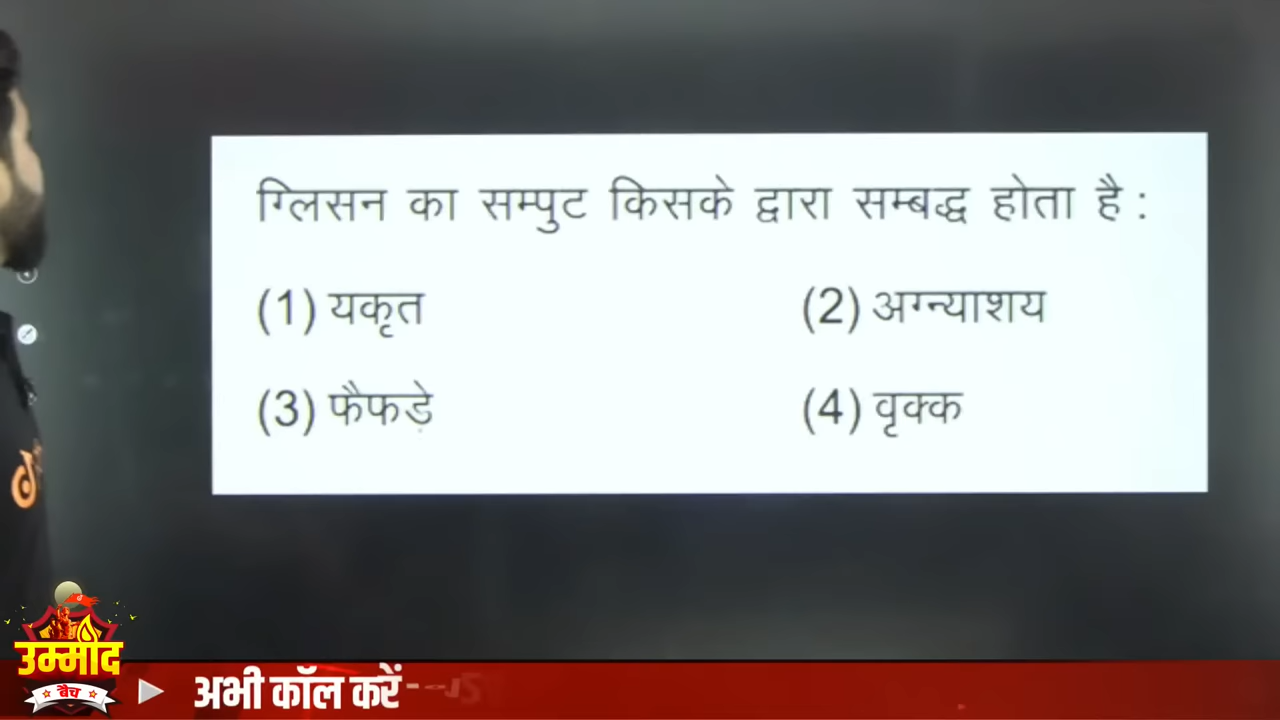 ग्लिसन का सम्पुट किसके द्वारा सम्बद्ध होता है :
(1) यकृत (2) अग्न्याशय
(3) फैफड़े (4) वृक्क
उम्मीद
बैच
अभी कॉल करें